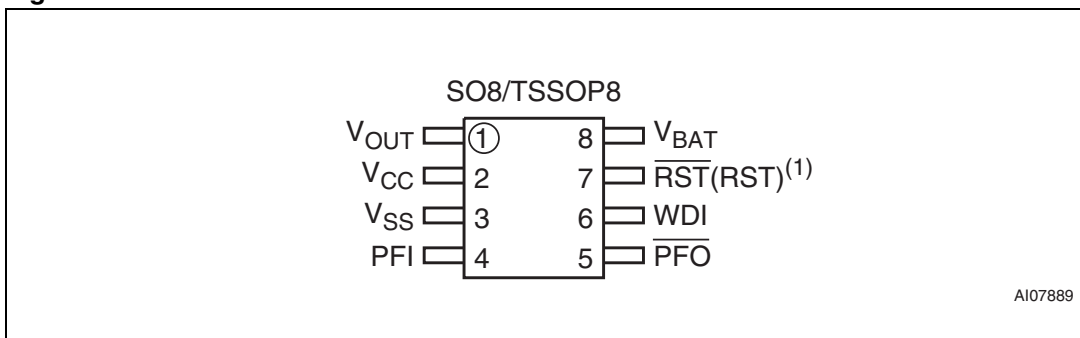 SO8/TSSOP8
VOUT 1 8 VBAT
VCC 2 7 RST(RST)(1)
VSS 3 6 WDI
PFI 4 5 PFO
AI07889